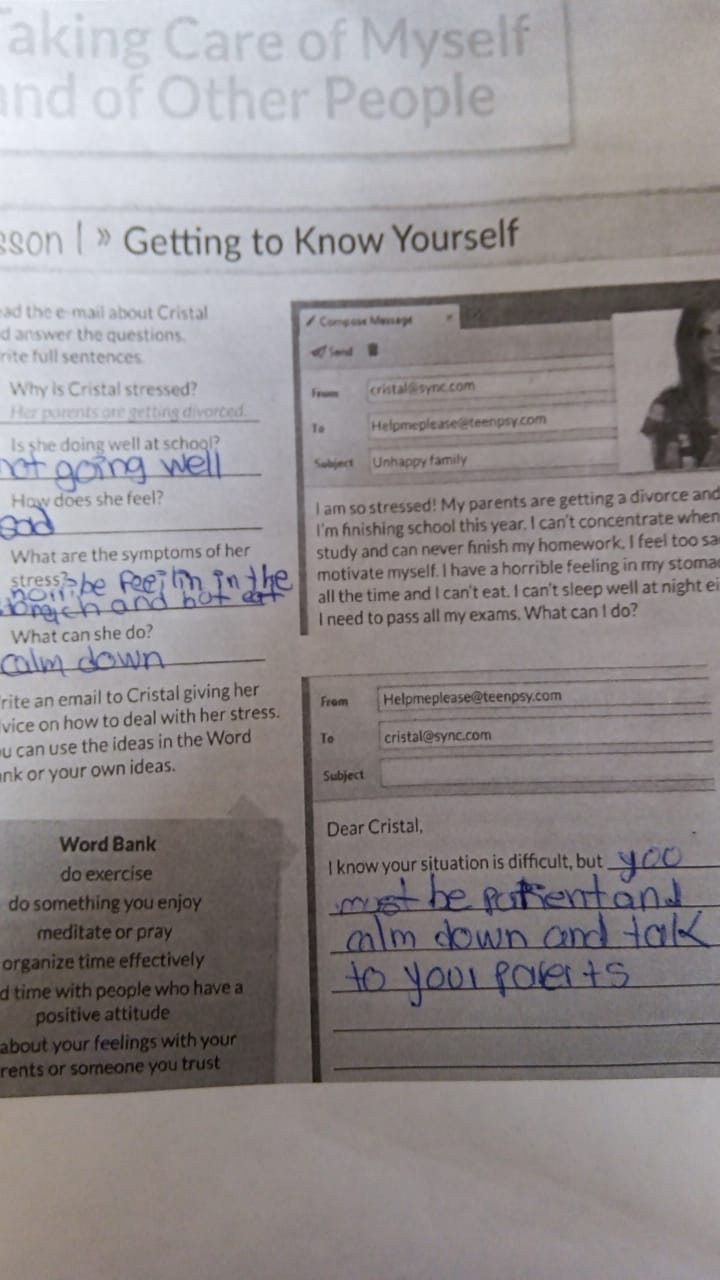 Taking Care of Myself
and of Other People
sson 1 » Getting to Know Yourself
ead the e-mail about Cristal
d answer the questions.
rite full sentences.
Why is Cristal stressed?
Her parents are getting divorced.
Is she doing well at school?
not going well
How does she feel?
sad
What are the symptoms of her
stress?
be in the
and not eat
What can she do?
calm down
rite an email to Cristal giving her
vice on how to deal with her stress.
ou can use the ideas in the Word
nk or your own ideas.
Word Bank
do exercise
do something you enjoy
meditate or pray
organize time effectively
d time with people who have a
positive attitude
about your feelings with your
rents or someone you trust
Compose Message ×
Send
From cristal@sync.com
To Helpmeplease@teenpsy.com
Subject Unhappy family
I am so stressed! My parents are getting a divorce and
I'm finishing school this year. I can't concentrate when
study and can never finish my homework. I feel too sa
motivate myself. I have a horrible feeling in my stoma
all the time and I can't eat. I can't sleep well at night ei
I need to pass all my exams. What can I do?
From Helpmeplease@teenpsy.com
To cristal@sync.com
Subject
Dear Cristal,
I know your situation is difficult, but yoo
must be patient and
calm down and talk
to your parents